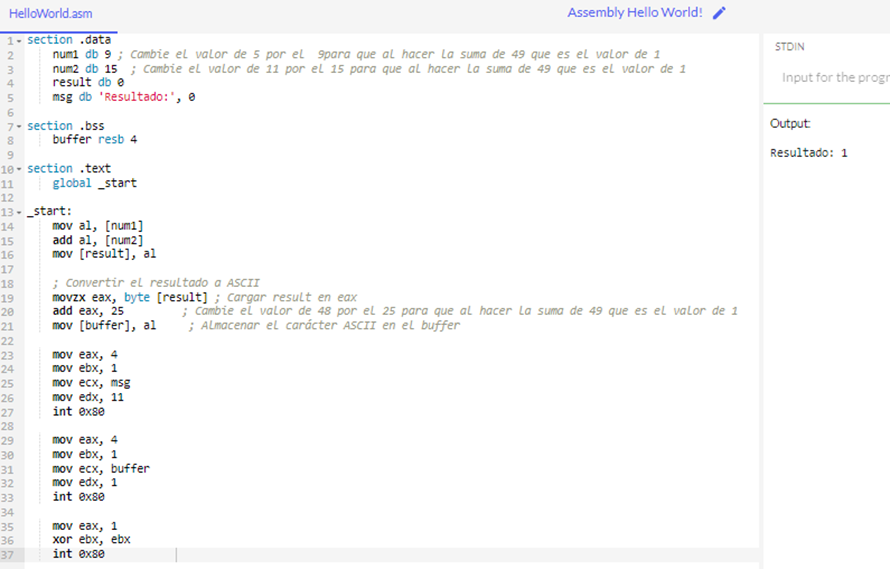 HelloWorld.asm
Assembly Hello World!
1 section .data
2 num1 db 9 ; Cambie el valor de 5 por el  9para que al hacer la suma de 49 que es el valor de 1
3 num2 db 15  ; Cambie el valor de 11 por el 15 para que al hacer la suma de 49 que es el valor de 1
4 result db 0
5 msg db 'Resultado:', 0
6
7 section .bss
8 buffer resb 4
9
10 section .text
11 global _start
12
13 _start:
14 mov al, [num1]
15 add al, [num2]
16 mov [result], al
17
18 ; Convertir el resultado a ASCII
19 movzx eax, byte [result] ; Cargar result en eax
20 add eax, 25 ; Cambie el valor de 48 por el 25 para que al hacer la suma de 49 que es el valor de 1
21 mov [buffer], al ; Almacenar el carácter ASCII en el buffer
22
23 mov eax, 4
24 mov ebx, 1
25 mov ecx, msg
26 mov edx, 11
27 int 0x80
28
29 mov eax, 4
30 mov ebx, 1
31 mov ecx, buffer
32 mov edx, 1
33 int 0x80
34
35 mov eax, 1
36 xor ebx, ebx
37 int 0x80
STDIN
Input for the progr
Output:
Resultado: 1